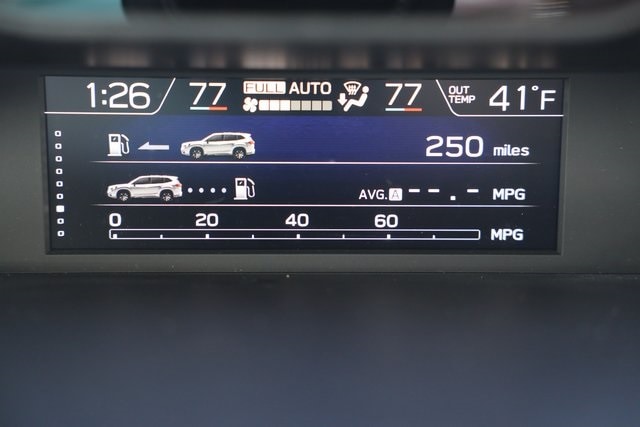 1:26 77 FULL AUTO 77 OUT TEMP 41°F
250 miles
AVG. A --.- MPG
0 20 40 60
MPG